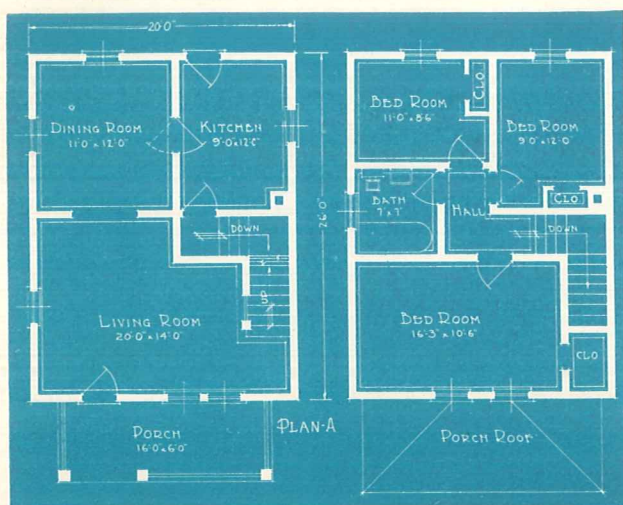 20'-0"
DINING ROOM
11'-0" x 12'-0"
KITCHEN
9'-0" x 12'-0"
DOWN
UP
LIVING ROOM
20'-0" x 14'-0"
PORCH
16'-0" x 6'-0"
PLAN-A
26'-0"
BED ROOM
11'-0" x 8'-6"
CLO
BED ROOM
9'-0" x 12'-0"
CLO
BATH
7' x 7'
HALL
DOWN
BED ROOM
16'-3" x 10'-6"
CLO
PORCH ROOF